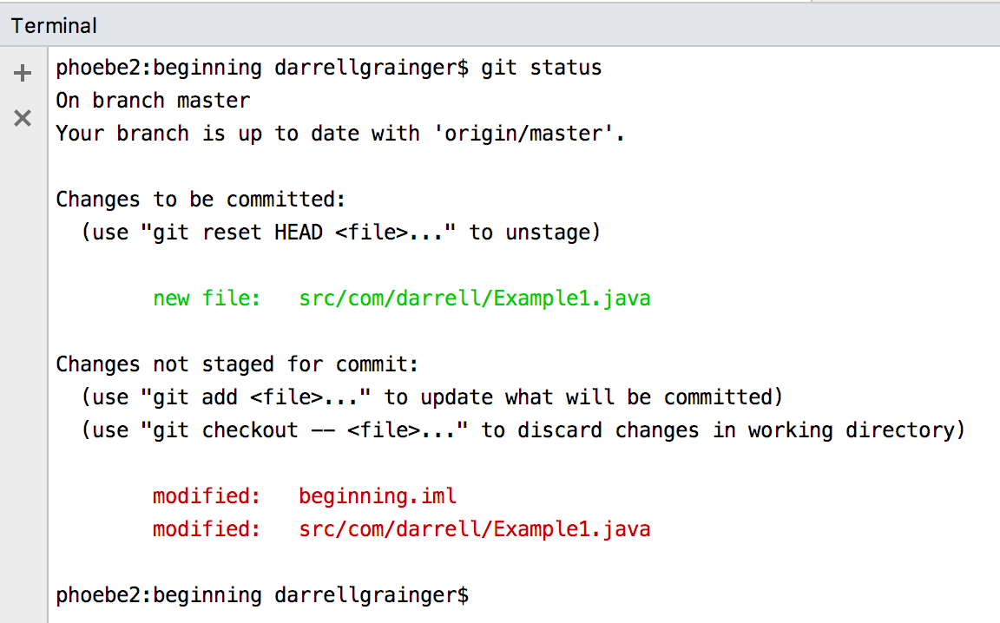 Terminal
phoebe2:beginning darrellgrainger$ git status
On branch master
Your branch is up to date with 'origin/master'.
Changes to be committed:
  (use "git reset HEAD <file>..." to unstage)
        new file:   src/com/darrell/Example1.java
Changes not staged for commit:
  (use "git add <file>..." to update what will be committed)
  (use "git checkout -- <file>..." to discard changes in working directory)
        modified:   beginning.iml
        modified:   src/com/darrell/Example1.java
phoebe2:beginning darrellgrainger$